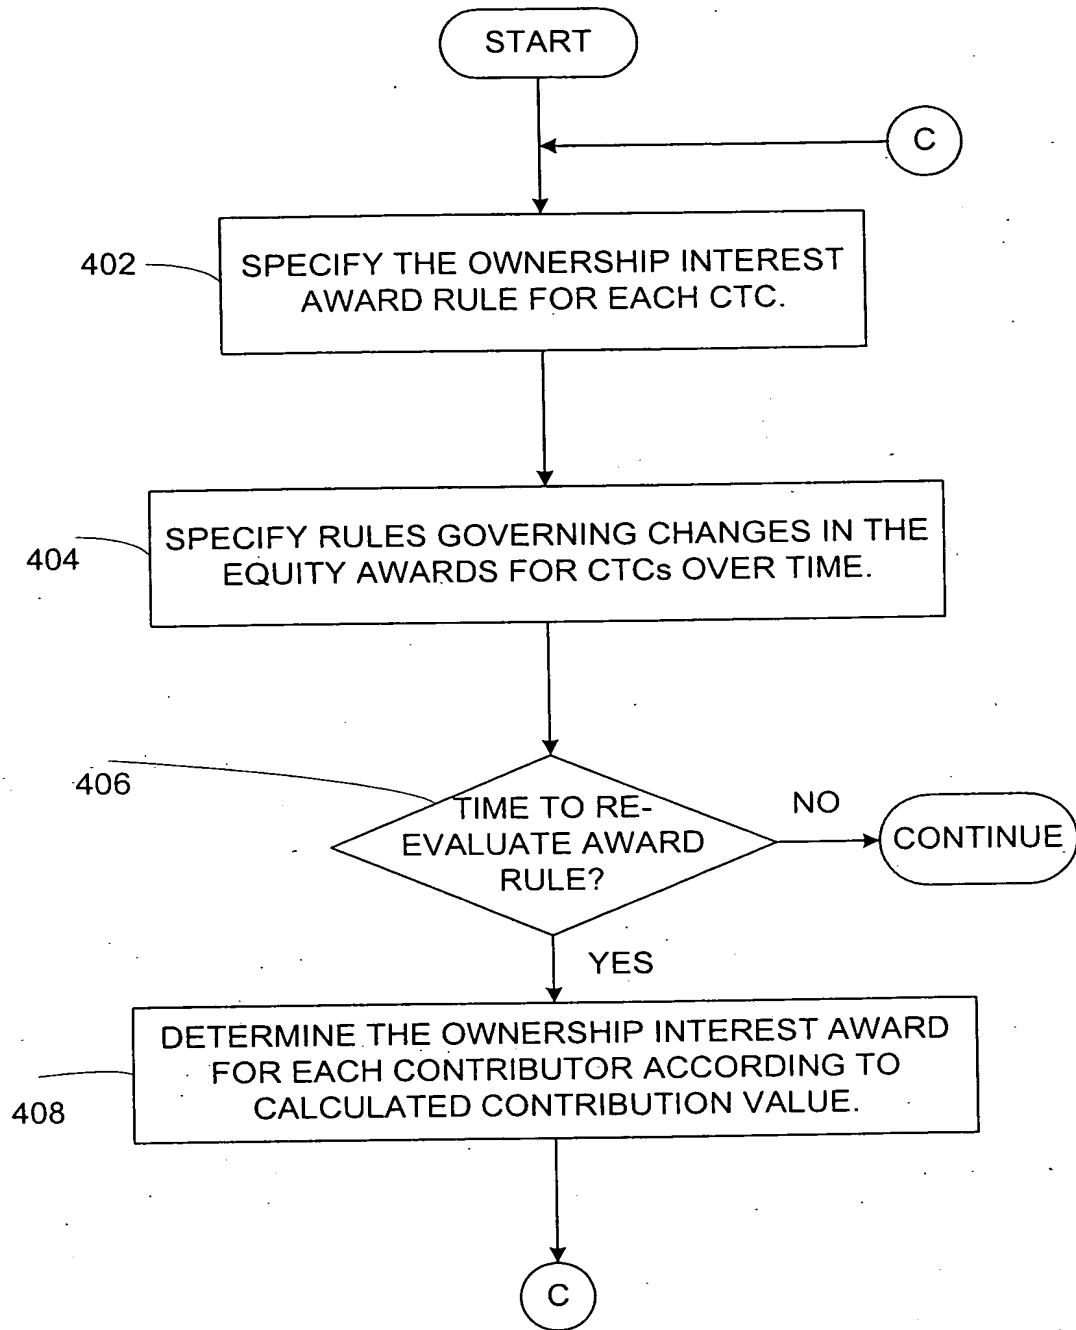 START
C
402
SPECIFY THE OWNERSHIP INTEREST
AWARD RULE FOR EACH CTC.
404
SPECIFY RULES GOVERNING CHANGES IN THE
EQUITY AWARDS FOR CTCs OVER TIME.
406
TIME TO RE-
EVALUATE AWARD
RULE?
NO
CONTINUE
YES
408
DETERMINE THE OWNERSHIP INTEREST AWARD
FOR EACH CONTRIBUTOR ACCORDING TO
CALCULATED CONTRIBUTION VALUE.
C